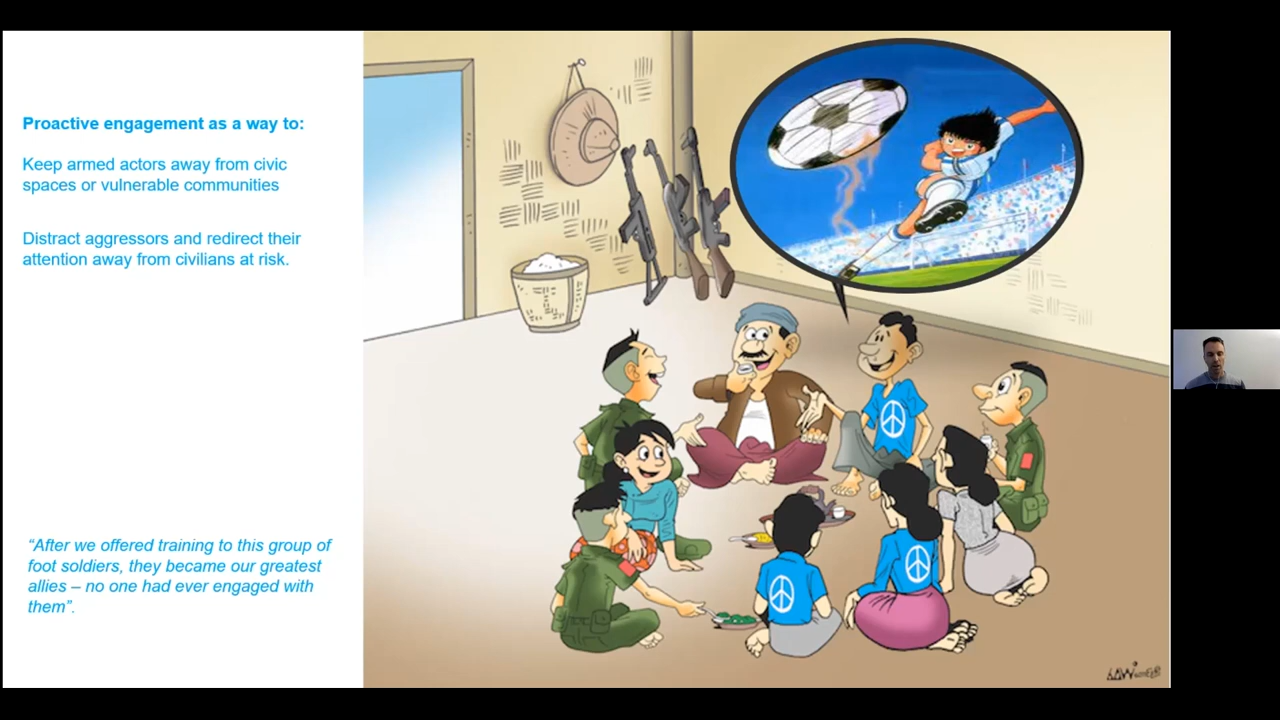 Proactive engagement as a way to:
Keep armed actors away from civic
spaces or vulnerable communities
Distract aggressors and redirect their
attention away from civilians at risk.
“After we offered training to this group of
foot soldiers, they became our greatest
allies – no one had ever engaged with
them”.